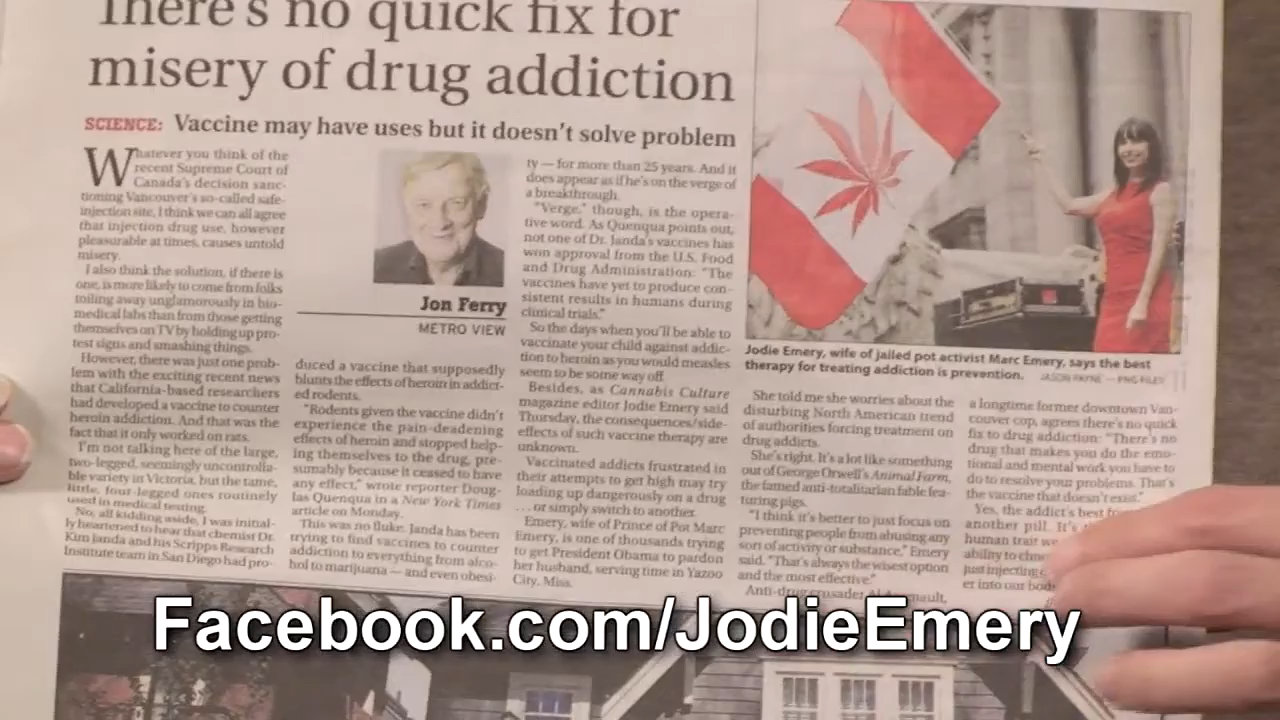 There's no quick fix for
misery of drug addiction
SCIENCE: Vaccine may have uses but it doesn't solve problem
Whatever you think of the
recent Supreme Court of
Canada's decision sanc-
tioning Vancouver's so-called safe-
injection site, I think we can all agree
that injection drug use, however
pleasurable at times, causes untold
misery.
I also think the solution, if there is
one, is more likely to come from folks
toiling away unglamorously in bio-
medical labs than from those getting
themselves on TV by holding up pro-
test signs and smashing things.
However, there was just one prob-
lem with the exciting recent news
that California-based researchers
had developed a vaccine to counter
heroin addiction. And that was the
fact that it only worked on rats.
I'm not talking here of the large,
two-legged, seemingly uncontrolla-
ble variety in Victoria, but the tame,
little, four-legged ones routinely
used in medical testing.
No, all kidding aside, I was initial-
ly heartened to hear that chemist Dr.
Kim Janda and his Scripps Research
Institute team in San Diego had pro-
Jon Ferry
METRO VIEW
duced a vaccine that supposedly
blunts the effects of heroin in addict-
ed rodents.
"Rodents given the vaccine didn't
experience the pain-deadening
effects of heroin and stopped help-
ing themselves to the drug, pre-
sumably because it ceased to have
any effect," wrote reporter Doug-
las Quenqua in a New York Times
article on Monday.
This was no fluke. Janda has been
trying to find vaccines to counter
addiction to everything from alco-
hol to marijuana — and even obesi-
ty — for more than 25 years. And it
does appear as if he's on the verge of
a breakthrough.
"Verge," though, is the opera-
tive word. As Quenqua points out,
not one of Dr. Janda's vaccines has
won approval from the U.S. Food
and Drug Administration: "The
vaccines have yet to produce con-
sistent results in humans during
clinical trials."
So the days when you'll be able to
vaccinate your child against addic-
tion to heroin as you would measles
seem to be some way off.
Besides, as Cannabis Culture
magazine editor Jodie Emery said
Thursday, the consequences/side-
effects of such vaccine therapy are
unknown.
Vaccinated addicts frustrated in
their attempts to get high may try
loading up dangerously on a drug
... or simply switch to another.
Emery, wife of Prince of Pot Marc
Emery, is one of thousands trying
to get President Obama to pardon
her husband, serving time in Yazoo
City, Miss.
Jodie Emery, wife of jailed pot activist Marc Emery, says the best
therapy for treating addiction is prevention. JASON PAYNE — PNG FILES
She told me she worries about the
disturbing North American trend
of authorities forcing treatment on
drug addicts.
She's right. It's a lot like something
out of George Orwell's Animal Farm,
the famed anti-totalitarian fable fea-
turing pigs.
"I think it's better to just focus on
preventing people from abusing any
sort of activity or substance," Emery
said. "That's always the wisest option
and the most effective."
Anti-drug crusader Al
a longtime former downtown Van-
couver cop, agrees there's no quick
fix to drug addiction: "There's no
drug that makes you do the emo-
tional and mental work you have to
do to resolve your problems. That's
the vaccine that doesn't exist."
Yes, the addict's best
another pill. It's
human trait we
ability to
just injecting
er into our
Facebook.com/JodieEmery